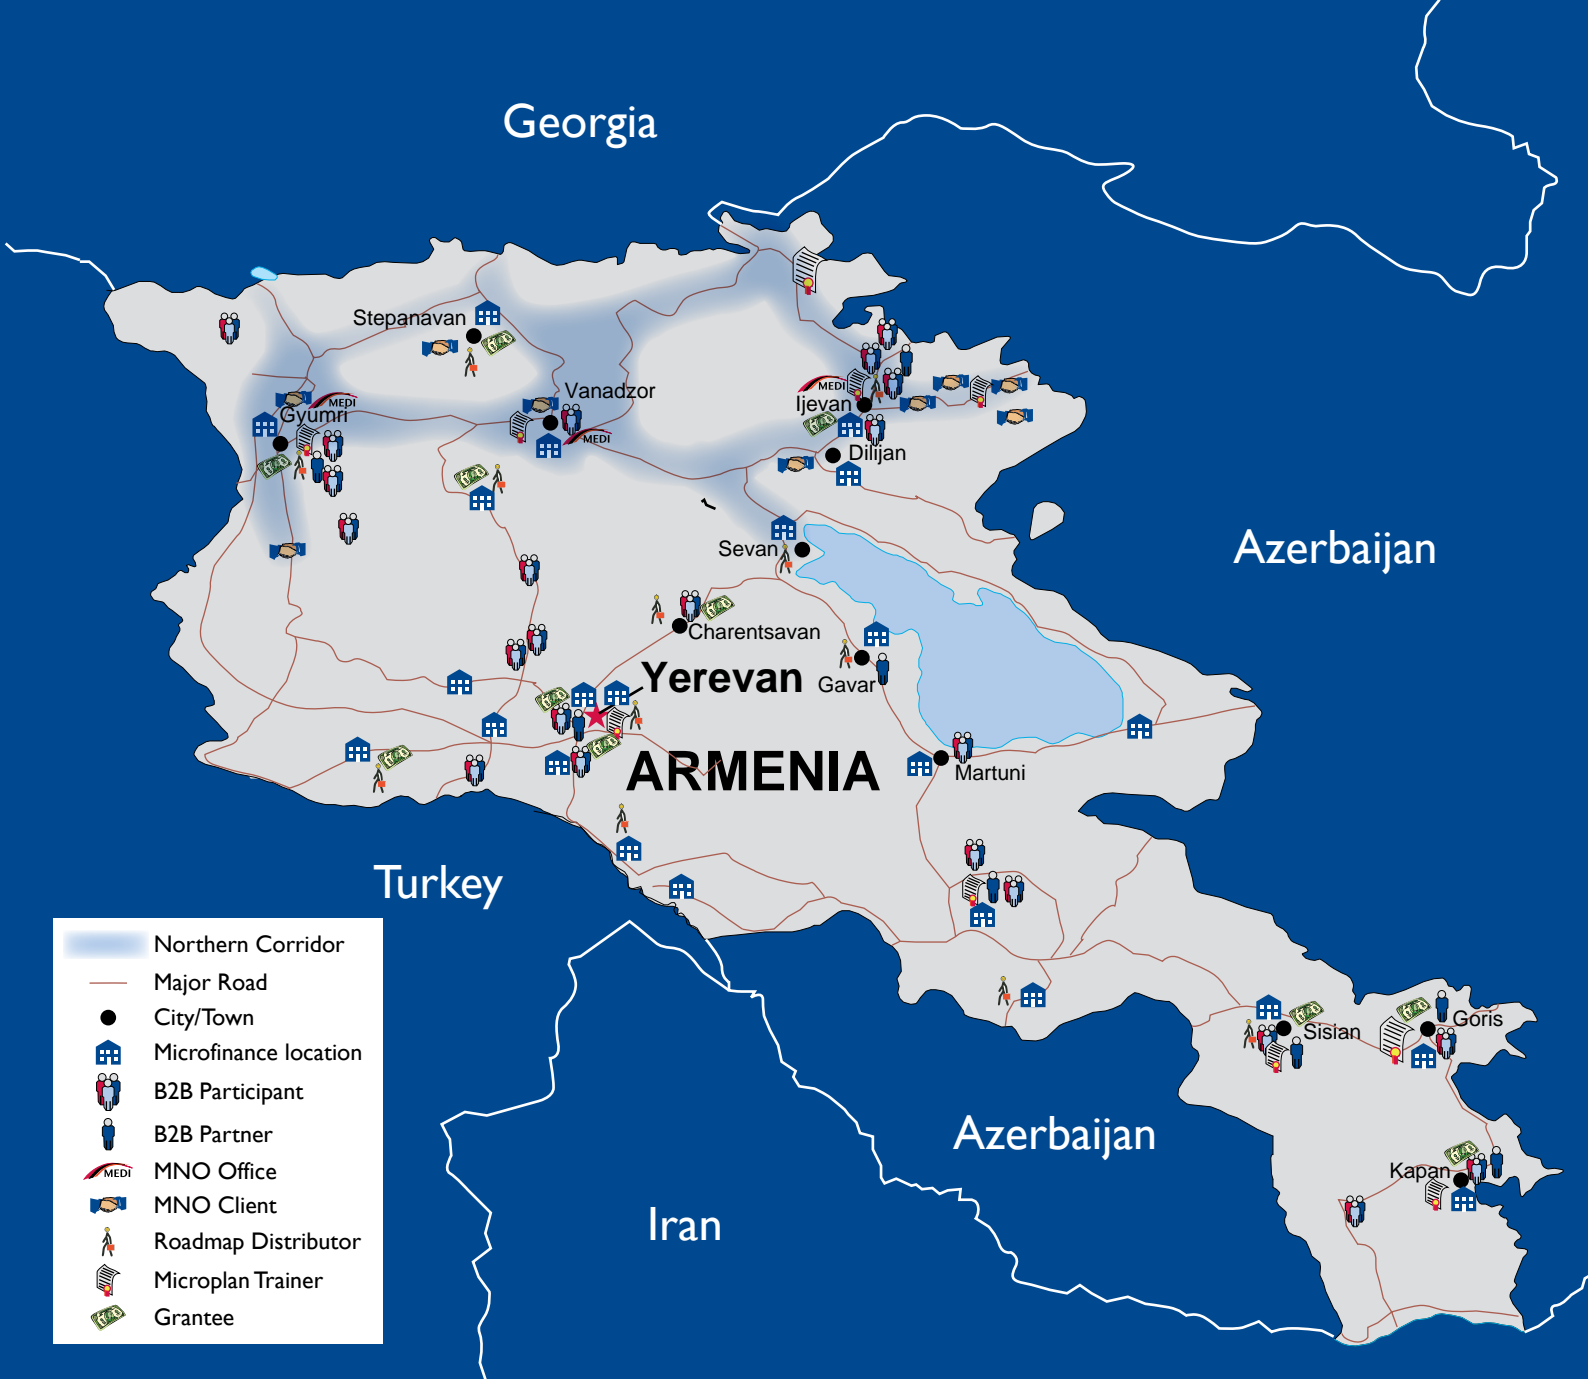 Georgia
Stepanavan
Vanadzor
MEDI
MEDI
Ijevan
Gyumri
MEDI
Dilijan
Sevan
Azerbaijan
Charentsavan
Yerevan
Gavar
ARMENIA
Martuni
Turkey
Northern Corridor
Major Road
City/Town
Microfinance location
B2B Participant
B2B Partner
MEDI
MNO Office
MNO Client
Roadmap Distributor
Microplan Trainer
Grantee
Goris
Sisian
Azerbaijan
Kapan
Iran